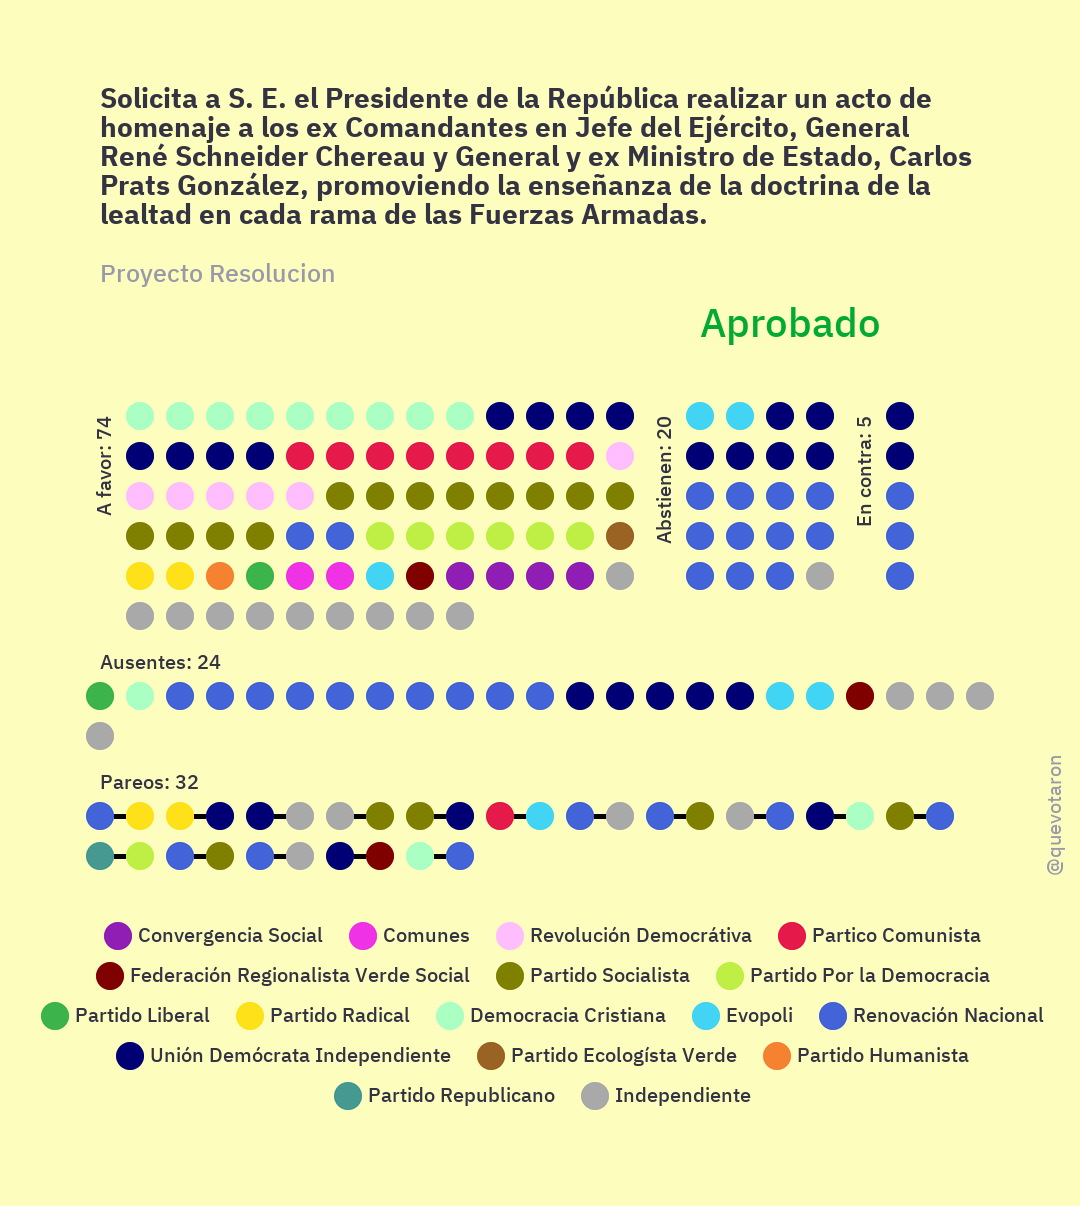 Solicita a S. E. el Presidente de la República realizar un acto de
homenaje a los ex Comandantes en Jefe del Ejército, General
René Schneider Chereau y General y ex Ministro de Estado, Carlos
Prats González, promoviendo la enseñanza de la doctrina de la
lealtad en cada rama de las Fuerzas Armadas.
Proyecto Resolucion
Aprobado
A favor: 74
Abstienen: 20
En contra: 5
Ausentes: 24
Pareos: 32
@quevotaron
Convergencia Social Comunes Revolución Democrátiva Partico Comunista
Federación Regionalista Verde Social Partido Socialista Partido Por la Democracia
Partido Liberal Partido Radical Democracia Cristiana Evopoli Renovación Nacional
Unión Demócrata Independiente Partido Ecologísta Verde Partido Humanista
Partido Republicano Independiente